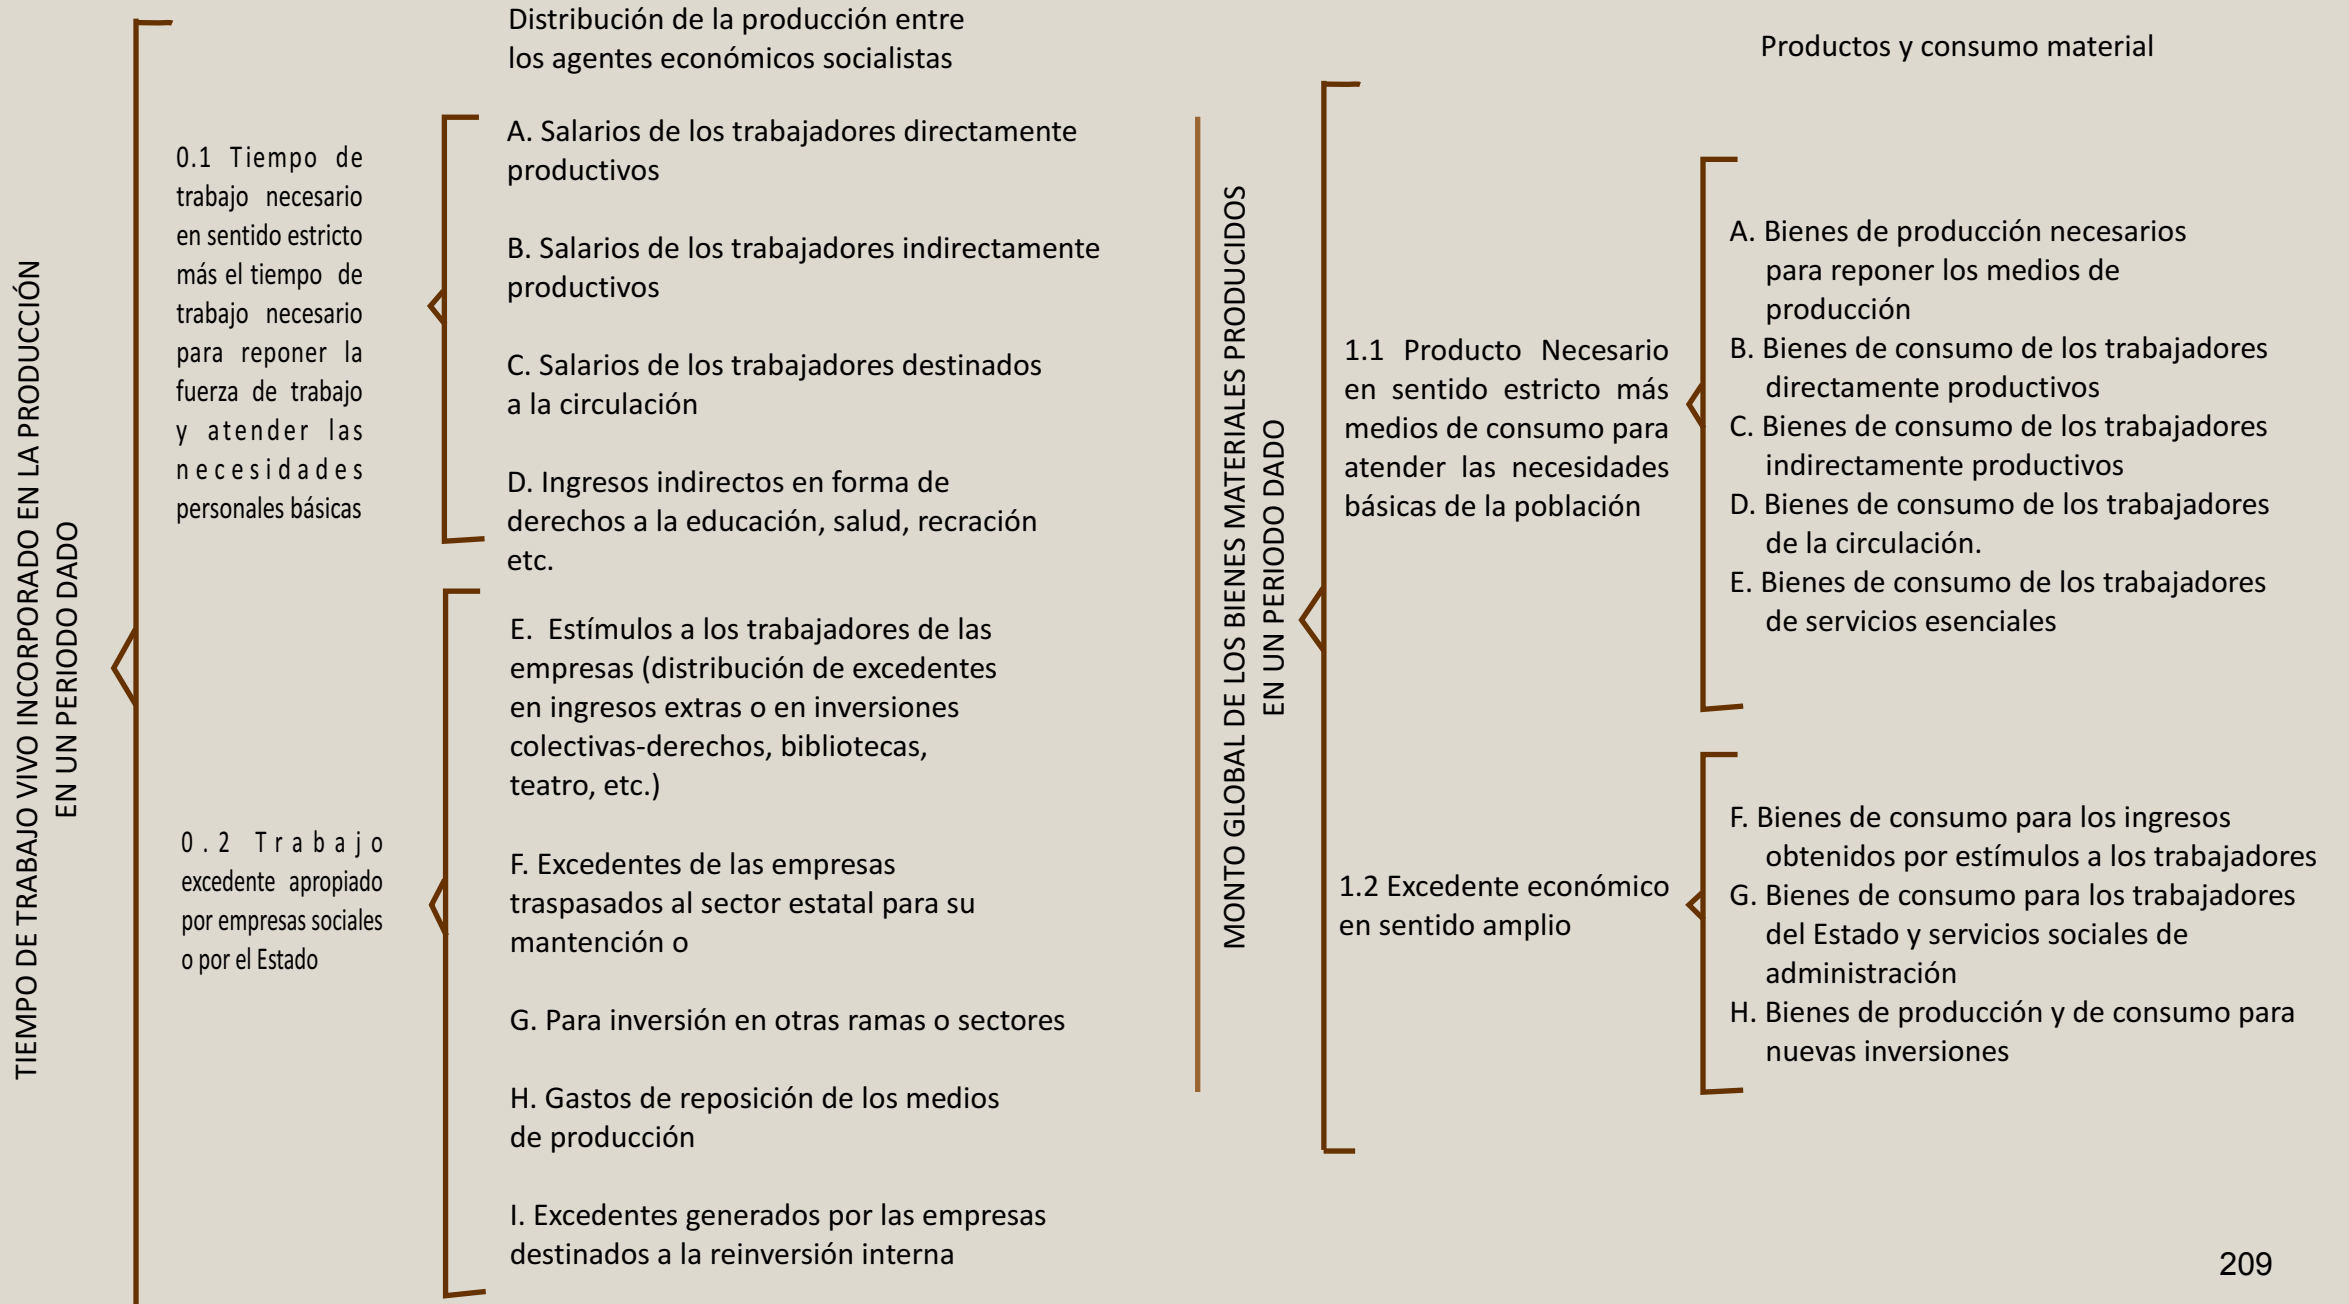 TIEMPO DE TRABAJO VIVO INCORPORADO EN LA PRODUCCIÓN
EN UN PERIODO DADO
0.1 Tiempo de
trabajo necesario
en sentido estricto
más el tiempo de
trabajo necesario
para reponer la
fuerza de trabajo
y atender las
necesidades
personales básicas
0.2 Trabajo
excedente apropiado
por empresas sociales
o por el Estado
Distribución de la producción entre
los agentes económicos socialistas
A. Salarios de los trabajadores directamente
productivos
B. Salarios de los trabajadores indirectamente
productivos
C. Salarios de los trabajadores destinados
a la circulación
D. Ingresos indirectos en forma de
derechos a la educación, salud, recración
etc.
E. Estímulos a los trabajadores de las
empresas (distribución de excedentes
en ingresos extras o en inversiones
colectivas-derechos, bibliotecas,
teatro, etc.)
F. Excedentes de las empresas
traspasados al sector estatal para su
mantención o
G. Para inversión en otras ramas o sectores
H. Gastos de reposición de los medios
de producción
I. Excedentes generados por las empresas
destinados a la reinversión interna
MONTO GLOBAL DE LOS BIENES MATERIALES PRODUCIDOS
EN UN PERIODO DADO
1.1 Producto Necesario
en sentido estricto más
medios de consumo para
atender las necesidades
básicas de la población
1.2 Excedente económico
en sentido amplio
Productos y consumo material
A. Bienes de producción necesarios
para reponer los medios de
producción
B. Bienes de consumo de los trabajadores
directamente productivos
C. Bienes de consumo de los trabajadores
indirectamente productivos
D. Bienes de consumo de los trabajadores
de la circulación.
E. Bienes de consumo de los trabajadores
de servicios esenciales
F. Bienes de consumo para los ingresos
obtenidos por estímulos a los trabajadores
G. Bienes de consumo para los trabajadores
del Estado y servicios sociales de
administración
H. Bienes de producción y de consumo para
nuevas inversiones
209